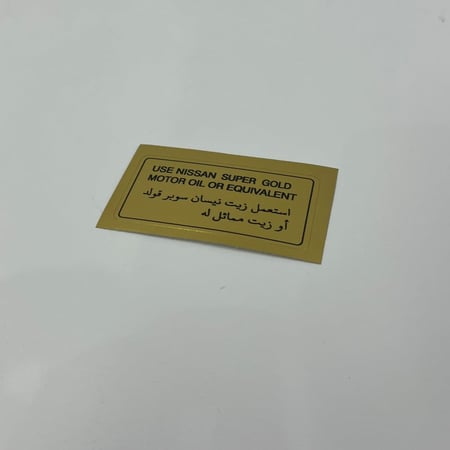 USE NISSAN SUPER GOLD
MOTOR OIL OR EQUIVALENT
استعمل زيت نيسان سوبر قولد
أو زيت مماثل له